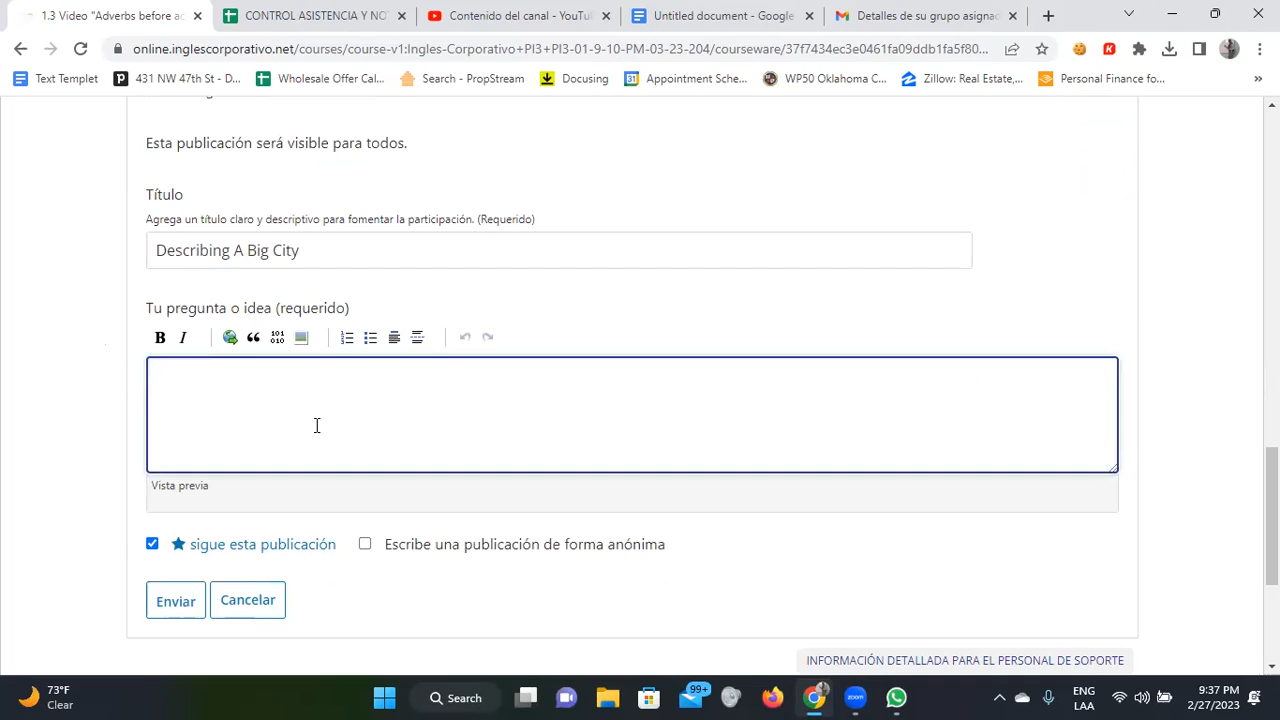 1.3 Video "Adverbs before ac
CONTROL ASISTENCIA Y NOT
Contenido del canal - YouTu
Untitled document - Google
Detalles de su grupo asignac
online.inglescorporativo.net/courses/course-v1:Ingles-Corporativo+PI3+PI3-01-9-10-PM-03-23-204/courseware/37f7434ec3e0461fa09ddb1fa5f80...
Text Templet
431 NW 47th St - D...
Wholesale Offer Cal...
Search - PropStream
Docusing
Appointment Sche...
WP50 Oklahoma C...
Zillow: Real Estate,...
Personal Finance fo...
»
Esta publicación será visible para todos.
Título
Agrega un título claro y descriptivo para fomentar la participación. (Requerido)
Describing A Big City
Tu pregunta o idea (requerido)
B I
Vista previa
sigue esta publicación
Escribe una publicación de forma anónima
Enviar
Cancelar
INFORMACIÓN DETALLADA PARA EL PERSONAL DE SOPORTE
73°F
Clear
Search
99+
zoom
ENG
LAA
9:37 PM
2/27/2023